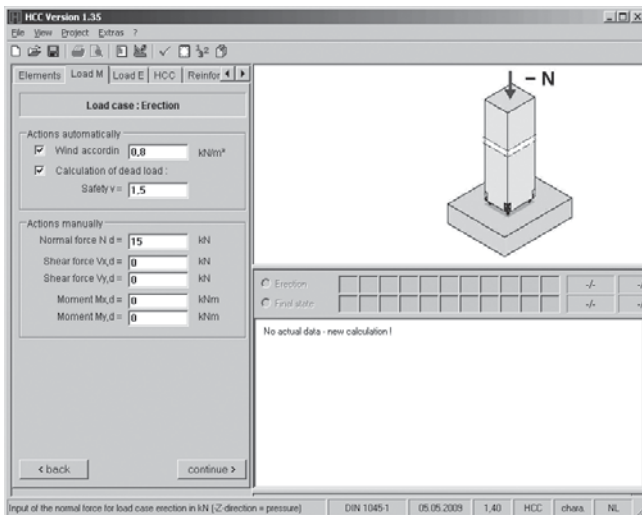 HCC Version 1.35
File View Project Extras ?
Elements Load M Load E HCC Reinfor
Load case : Erection
Actions automatically
Wind accordin 0,8 kN/m²
Calculation of dead load :
Safety γ = 1.5
Actions manually
Normal force N d = 15 kN
Shear force Vx,d = 0 kN
Shear force Vy,d = 0 kN
Moment Mx,d = 0 kNm
Moment My,d = 0 kNm
< back continue >
- N
Erection -/-
Final state -/-
No actual data - new calculation !
Input of the normal force for load case erection in kN (-Z-direction = pressure) DIN 1045-1 05.05.2009 1,40 HCC chara. NL